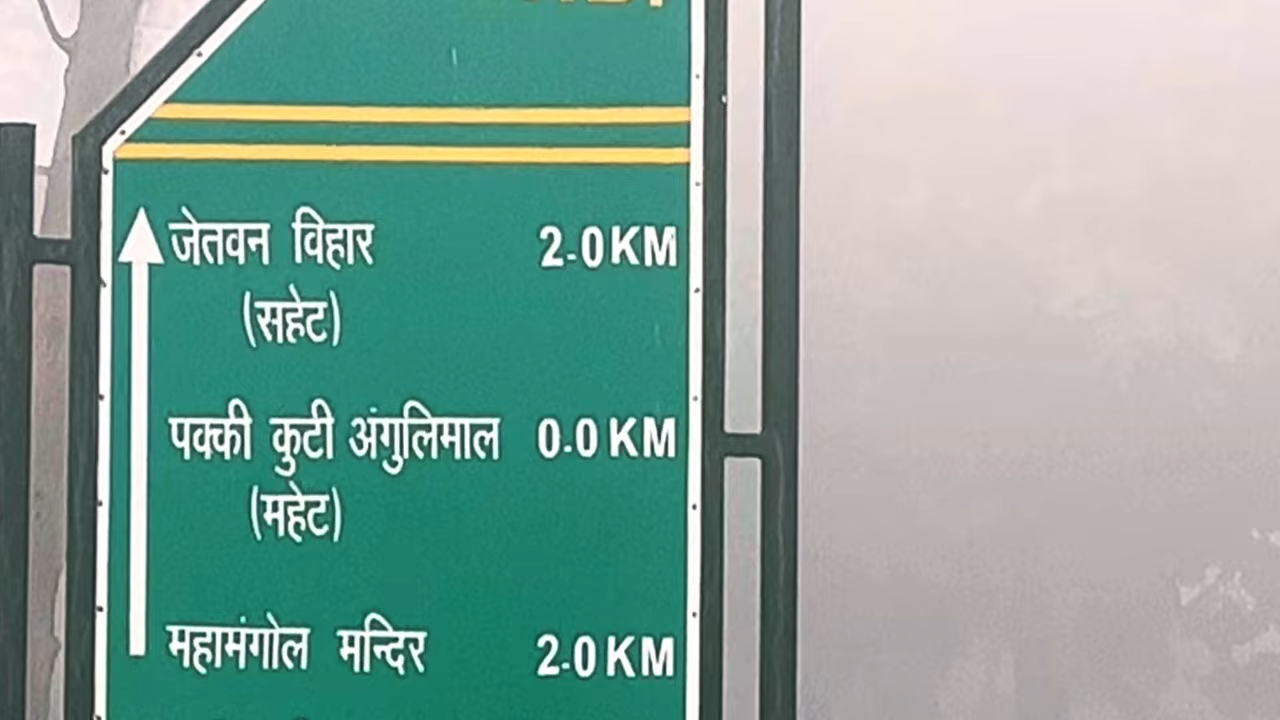 जेतवन विहार 2.0 KM
(सहेट)
पक्की कुटी अंगुलिमाल 0.0 KM
(महेट)
महामंगोल मन्दिर 2.0 KM